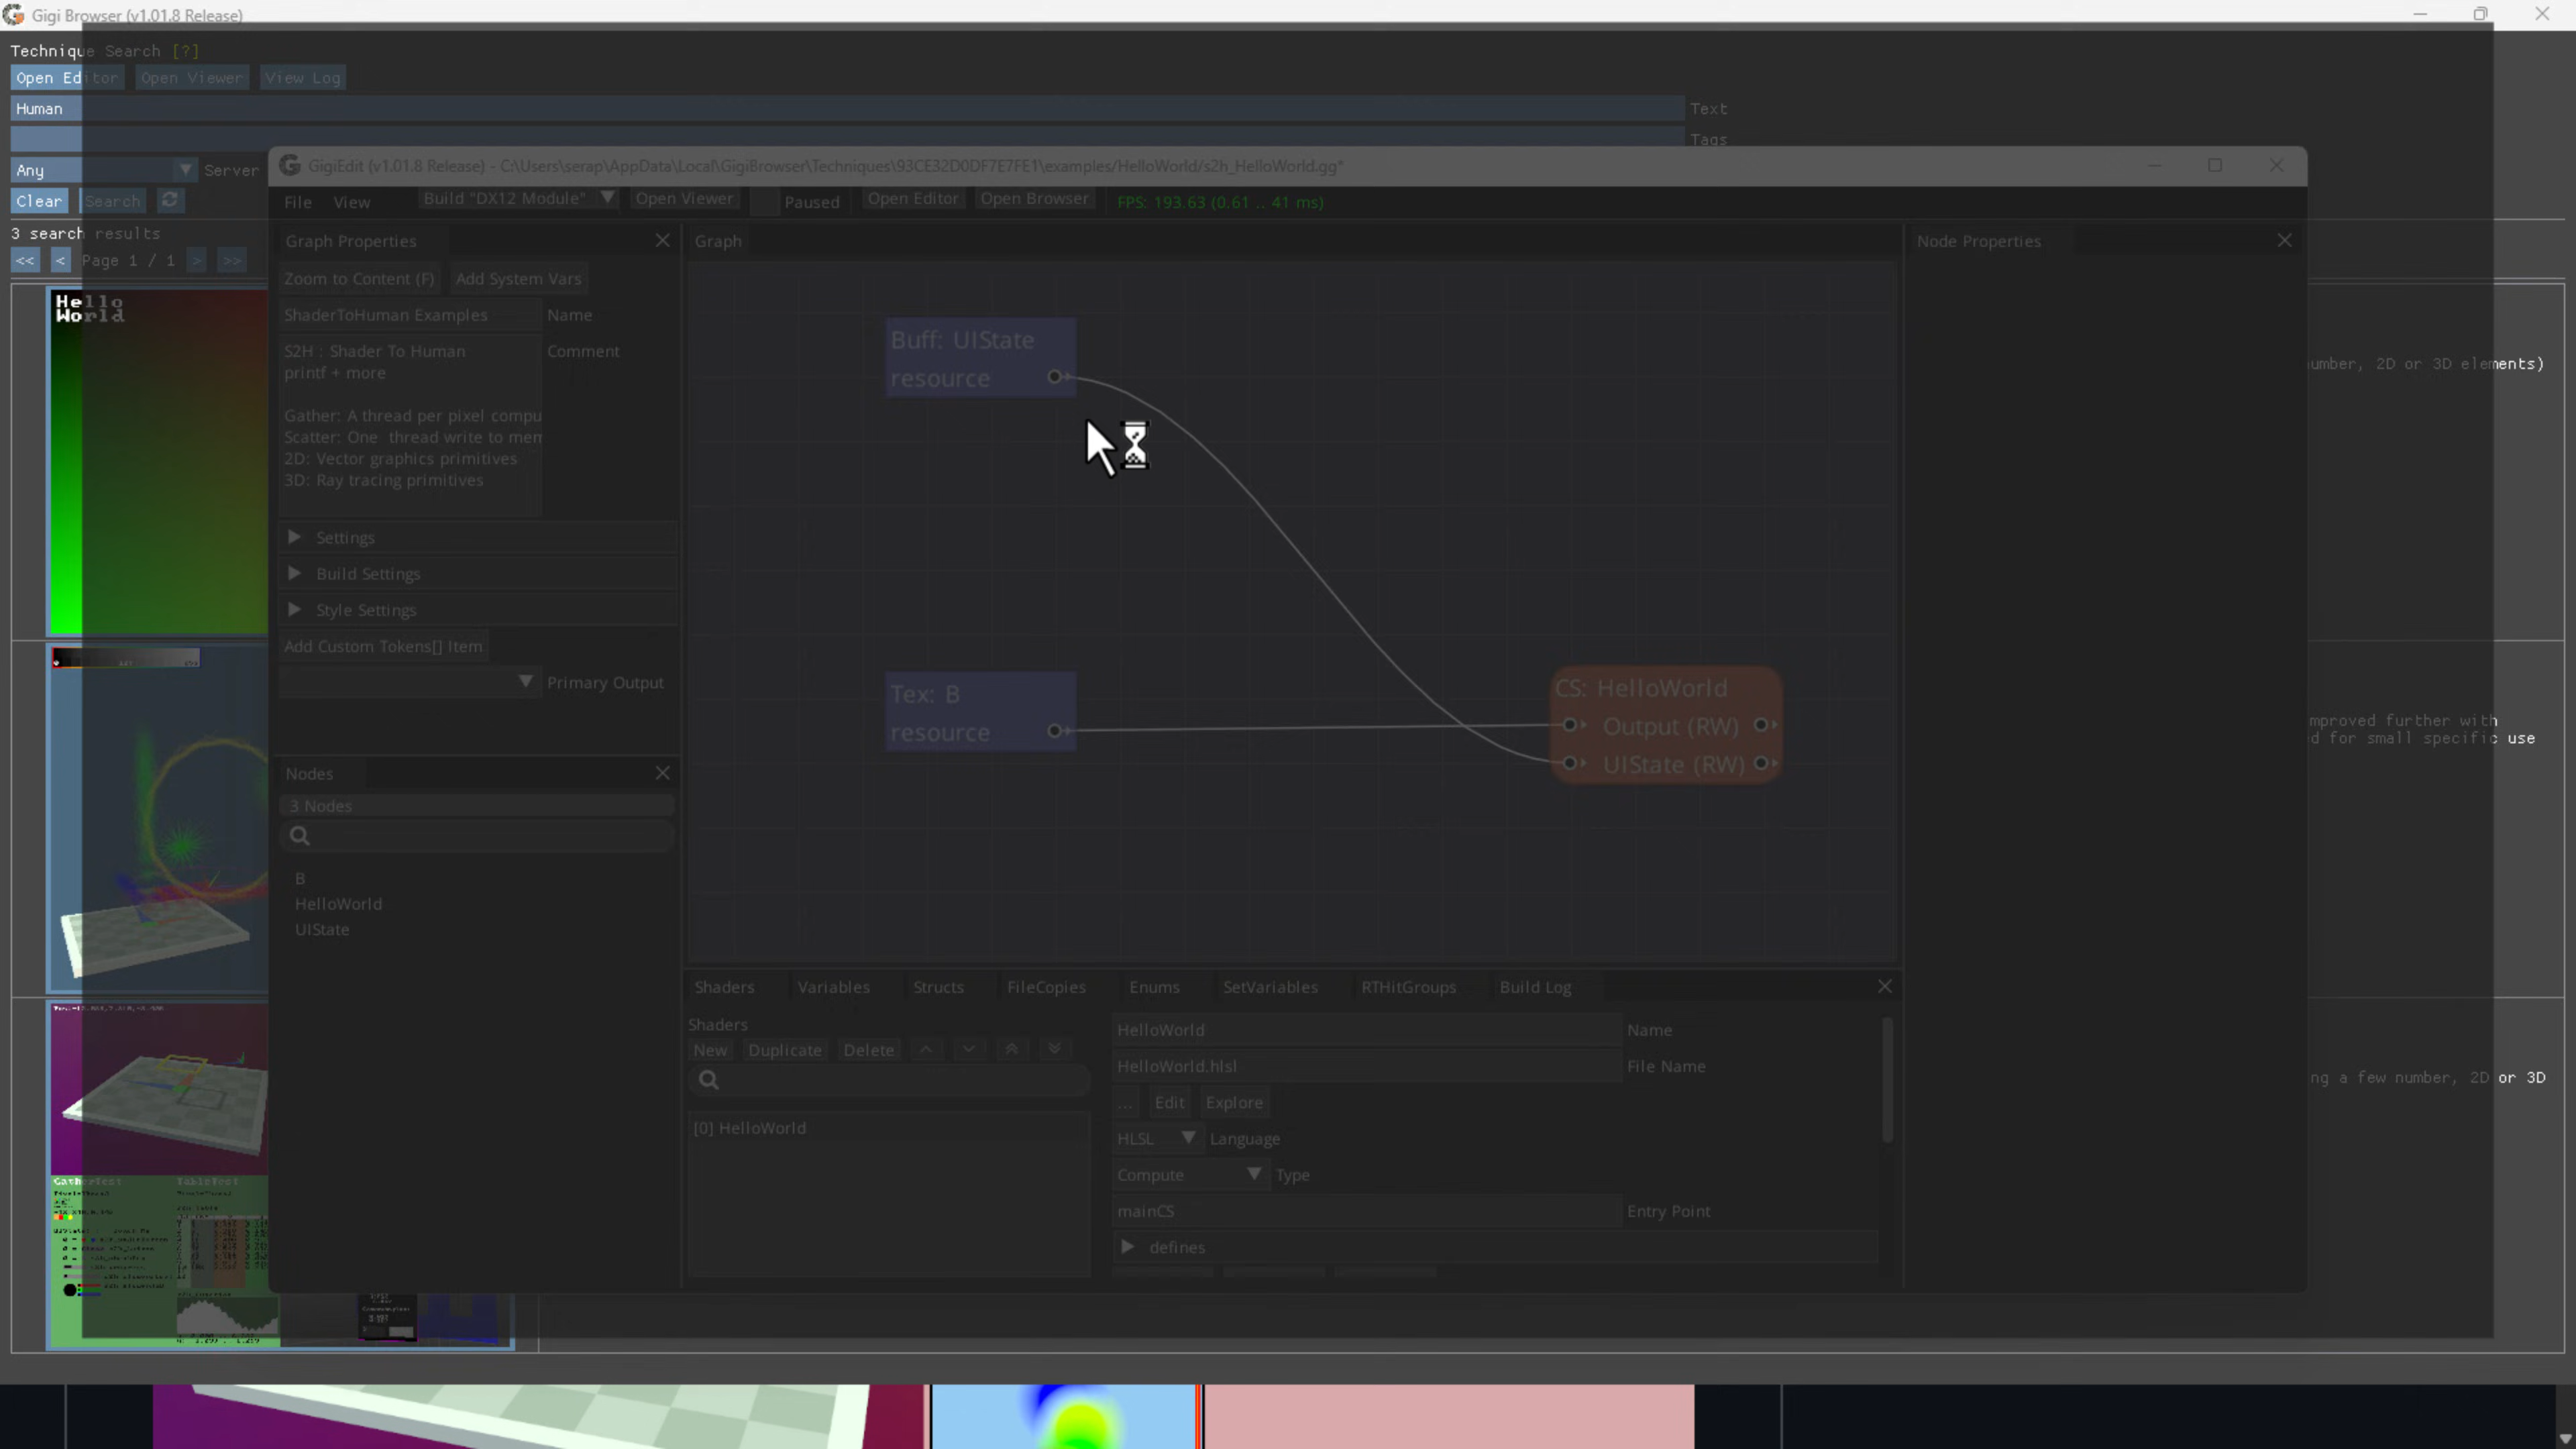 Gigi Browser (v1.01.8 Release)
Technique Search [?]
Open Editor Open Viewer View Log
Human Text
Tags
Any Server
Clear Search
3 search results
<< < Page 1 / 1 > >>
Hello
World
umber, 2D or 3D elements)
mproved further with
d for small specific use
ng a few number, 2D or 3D
GatherTest TableTest
GigiEdit (v1.01.8 Release) - C:\Users\serap\AppData\Local\GigiBrowser\Techniques\93CE32D0DF7E7FE1\examples/HelloWorld/s2h_HelloWorld.gg*
File View Build "DX12 Module" Open Viewer Paused Open Editor Open Browser FPS: 193.63 (0.61 .. 41 ms)
Graph Properties
Zoom to Content (F) Add System Vars
ShaderToHuman Examples Name
S2H : Shader To Human Comment
printf + more
Gather: A thread per pixel compu
Scatter: One thread write to mem
2D: Vector graphics primitives
3D: Ray tracing primitives
Settings
Build Settings
Style Settings
Add Custom Tokens[] Item
Primary Output
Nodes
3 Nodes
B
HelloWorld
UIState
Graph
Buff: UIState
resource
Tex: B
resource
CS: HelloWorld
Output (RW)
UIState (RW)
Node Properties
Shaders Variables Structs FileCopies Enums SetVariables RTHitGroups Build Log
Shaders
New Duplicate Delete
[0] HelloWorld
HelloWorld Name
HelloWorld.hlsl File Name
... Edit Explore
HLSL Language
Compute Type
mainCS Entry Point
defines